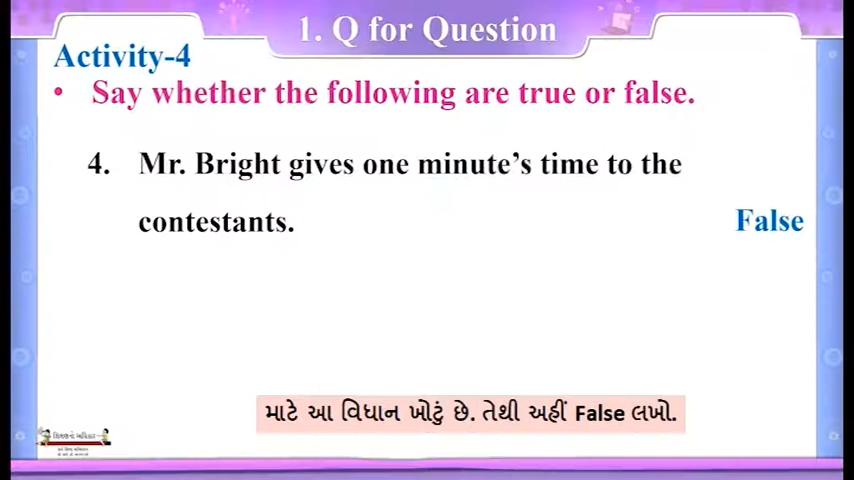 1. Q for Question
Activity-4
• Say whether the following are true or false.
4. Mr. Bright gives one minute’s time to the
contestants.
False
માટે આ વિધાન ખોટું છે. તેથી અહીં False લખો.